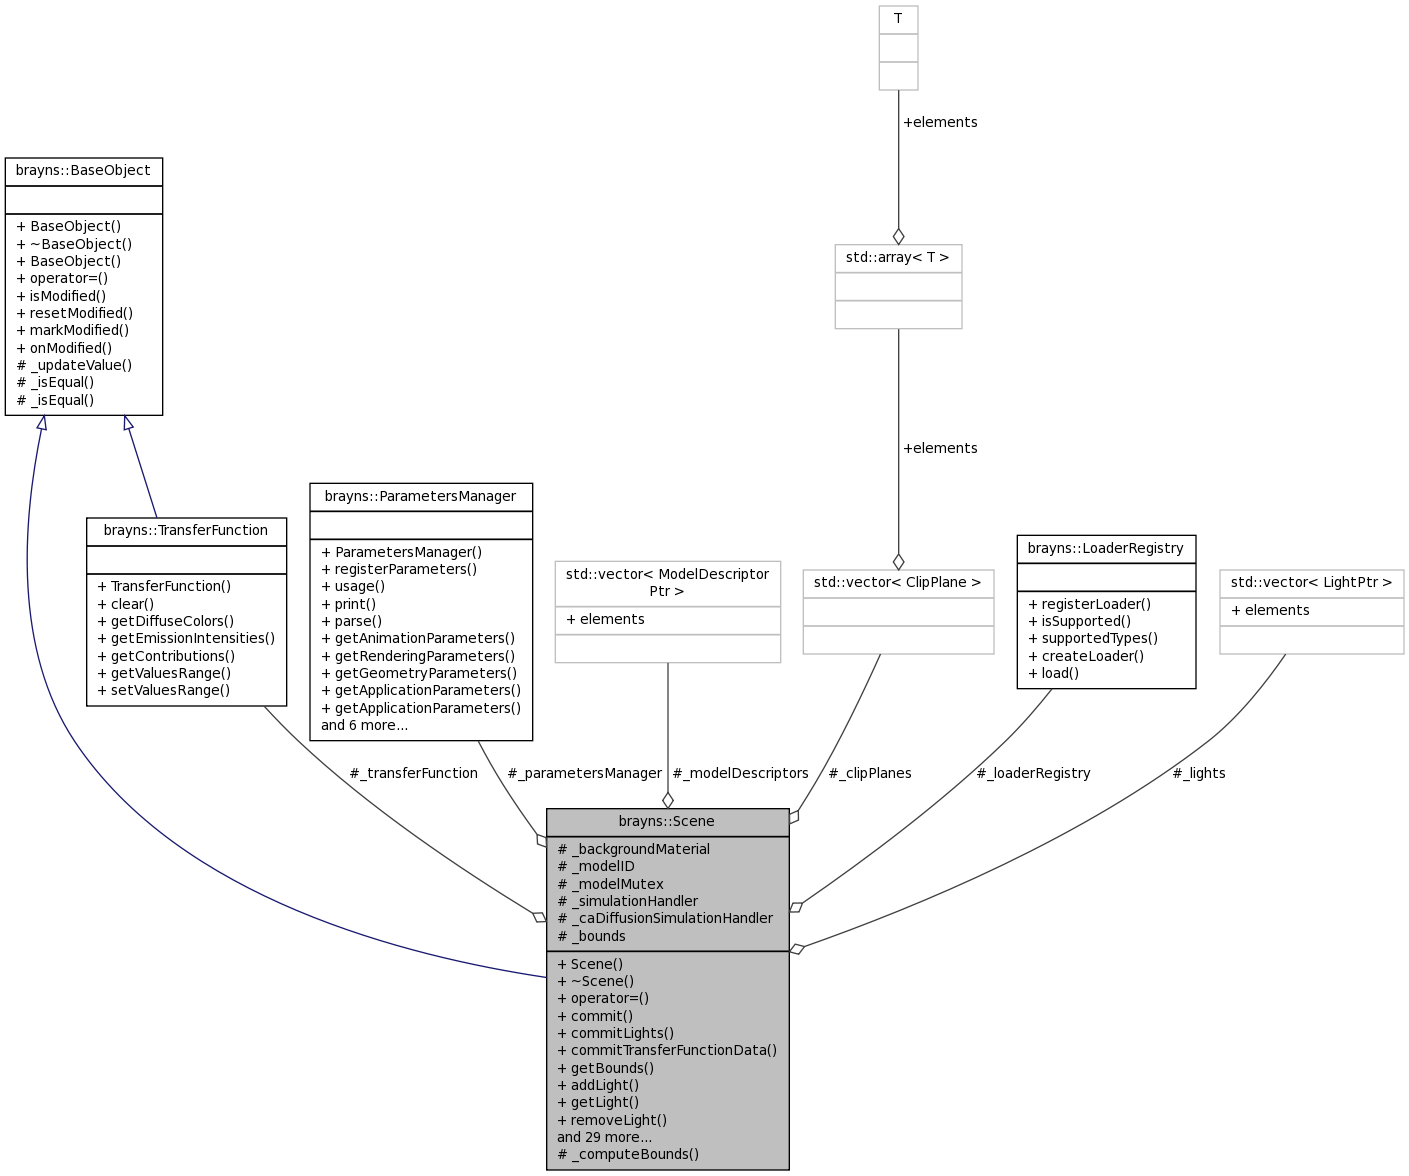 T
+elements
brayns::BaseObject
+ BaseObject()
+ ~BaseObject()
+ BaseObject()
+ operator=()
+ isModified()
+ resetModified()
+ markModified()
+ onModified()
# _updateValue()
# _isEqual()
# _isEqual()
std::array< T >
+elements
brayns::TransferFunction
+ TransferFunction()
+ clear()
+ getDiffuseColors()
+ getEmissionIntensities()
+ getContributions()
+ getValuesRange()
+ setValuesRange()
brayns::ParametersManager
+ ParametersManager()
+ registerParameters()
+ usage()
+ print()
+ parse()
+ getAnimationParameters()
+ getRenderingParameters()
+ getGeometryParameters()
+ getApplicationParameters()
+ getApplicationParameters()
and 6 more...
std::vector< ModelDescriptor
Ptr >
+ elements
std::vector< ClipPlane >
brayns::LoaderRegistry
+ registerLoader()
+ isSupported()
+ supportedTypes()
+ createLoader()
+ load()
std::vector< LightPtr >
+ elements
#_transferFunction
#_parametersManager
#_modelDescriptors
#_clipPlanes
#_loaderRegistry
#_lights
brayns::Scene
# _backgroundMaterial
# _modelID
# _modelMutex
# _simulationHandler
# _caDiffusionSimulationHandler
# _bounds
+ Scene()
+ ~Scene()
+ operator=()
+ commit()
+ commitLights()
+ commitTransferFunctionData()
+ getBounds()
+ addLight()
+ getLight()
+ removeLight()
and 29 more...
# _computeBounds()